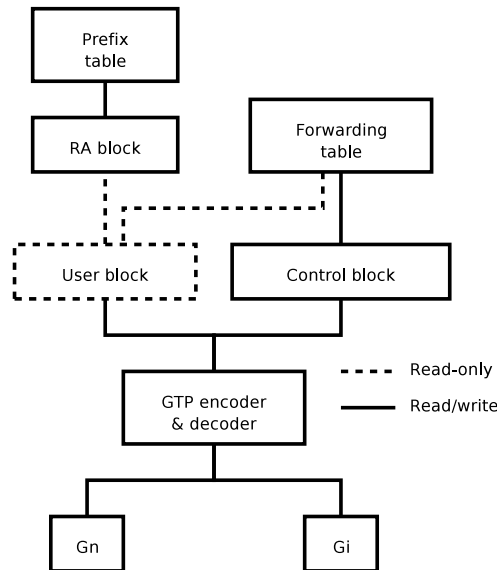 Prefix
table
RA block
Forwarding
table
User block
Control block
Read-only
Read/write
GTP encoder
& decoder
Gn
Gi